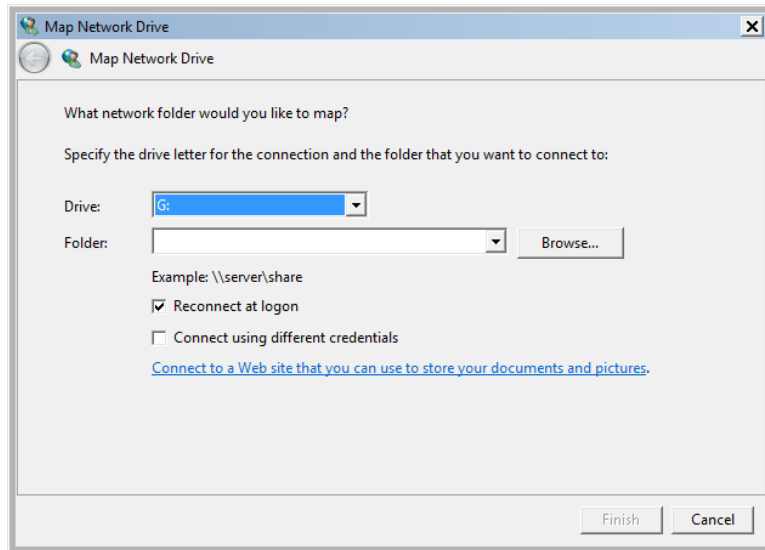 Map Network Drive
Map Network Drive
What network folder would you like to map?
Specify the drive letter for the connection and the folder that you want to connect to:
Drive: G:
Folder: Browse...
Example: \\server\share
Reconnect at logon
Connect using different credentials
Connect to a Web site that you can use to store your documents and pictures.
Finish Cancel